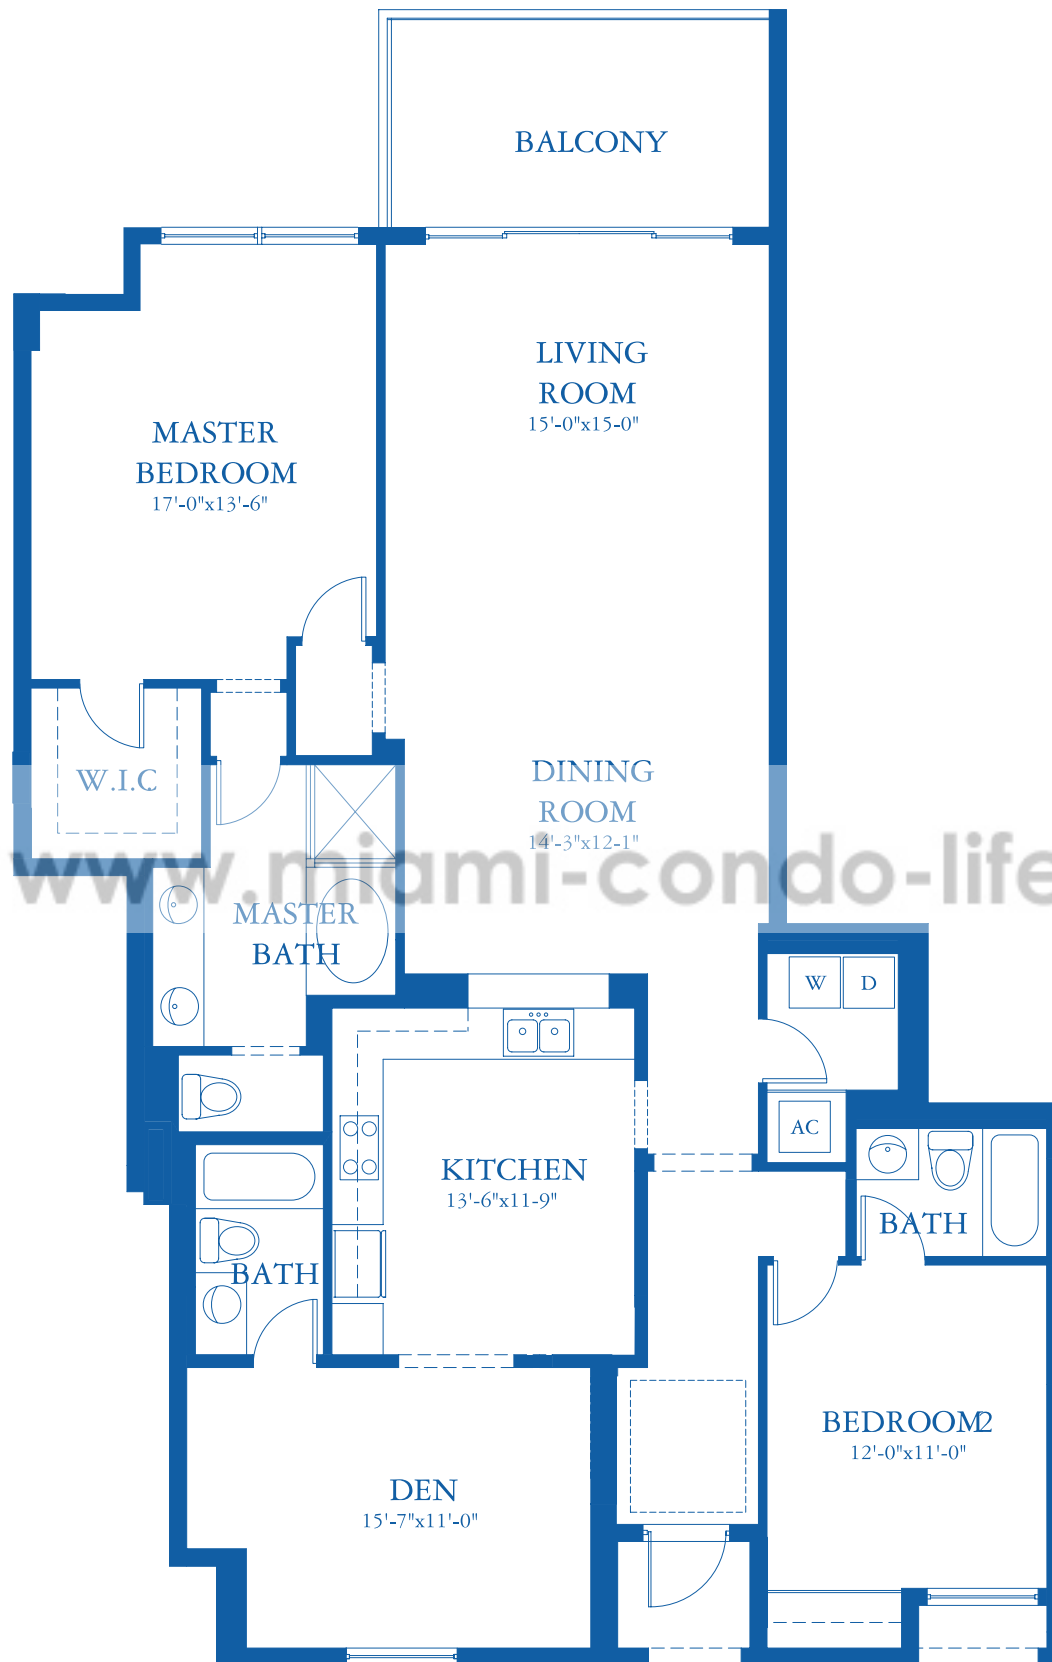 BALCONY
LIVING
ROOM
15'-0"x15-0"
MASTER
BEDROOM
17'-0"x13'-6"
W.I.C
DINING
ROOM
14'-3"x12-1"
www.miami-condo-life
MASTER
BATH
W
D
AC
KITCHEN
13'-6"x11-9"
BATH
BATH
BEDROOM2
12'-0"x11'-0"
DEN
15'-7"x11'-0"